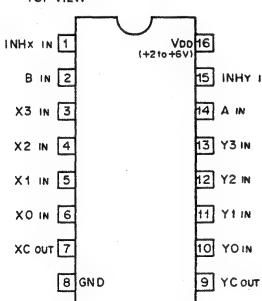 TOP VIEW
INHX IN 1
VDD 16
(+2to+6V)
B IN 2
15 INHY I
X3 IN 3
14 A IN
X2 IN 4
13 Y3 IN
X1 IN 5
12 Y2 IN
X0 IN 6
11 Y1 IN
XC OUT 7
10 Y0 IN
8 GND
9 YC OUT